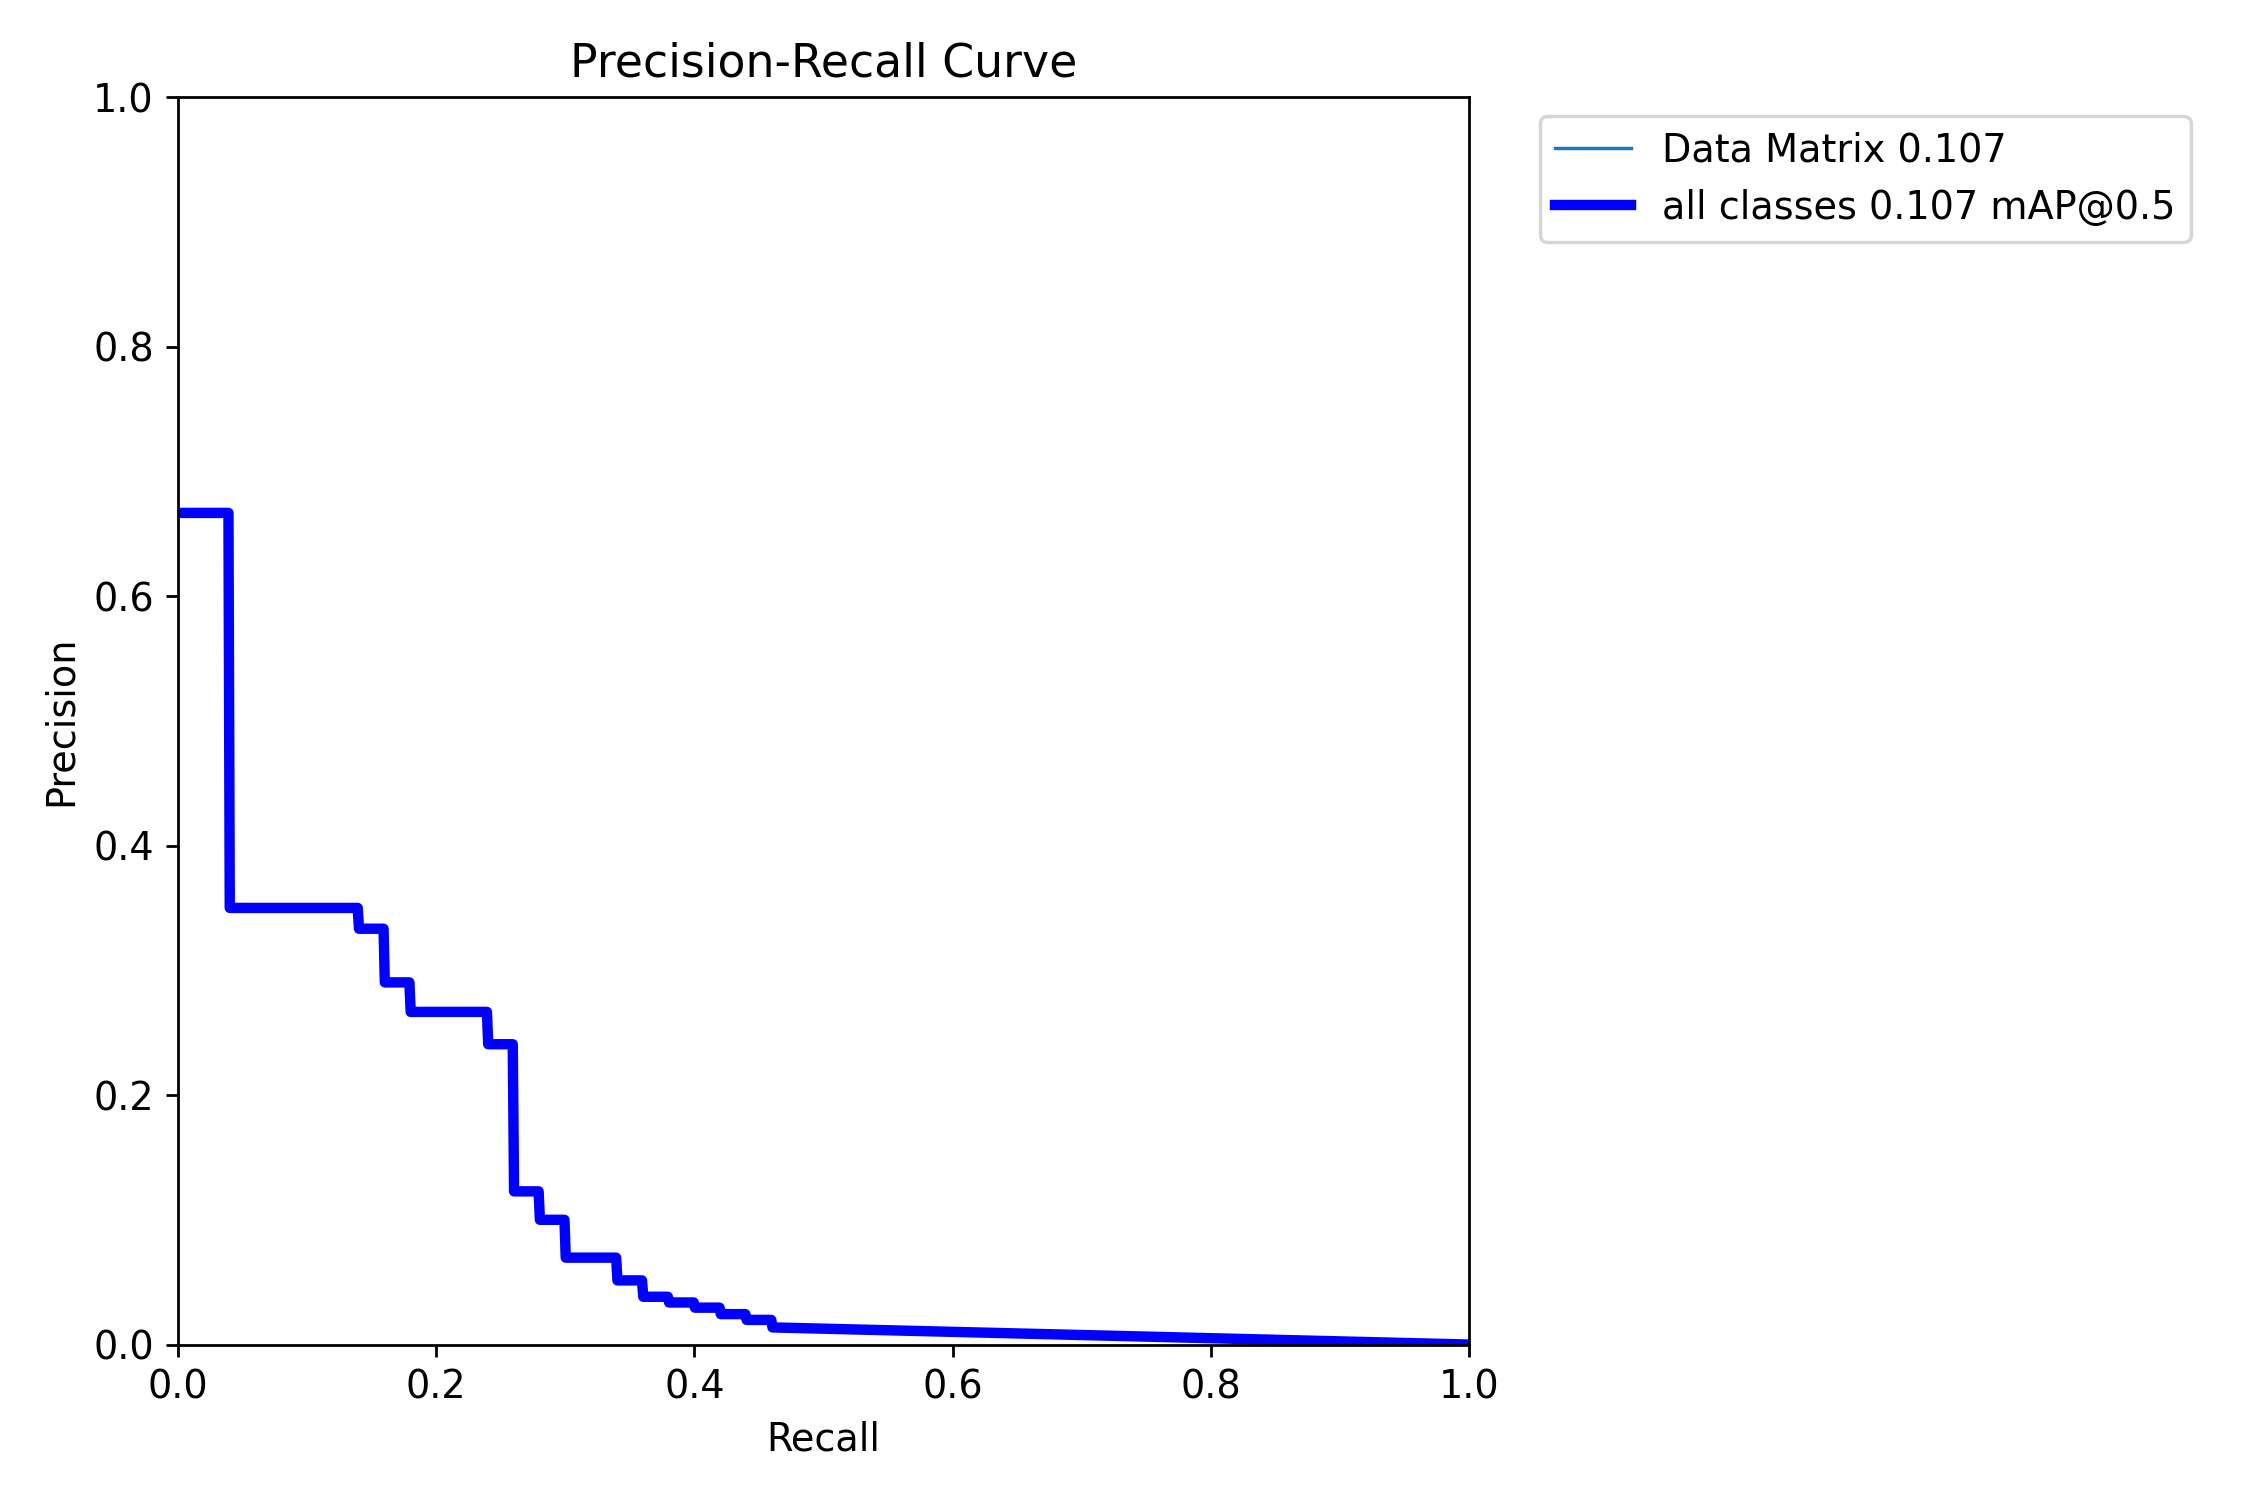 Precision-Recall Curve
1.0
0.8
0.6
0.4
0.2
0.0
Precision
0.0 0.2 0.4 0.6 0.8 1.0
Recall
Data Matrix 0.107
all classes 0.107 mAP@0.5